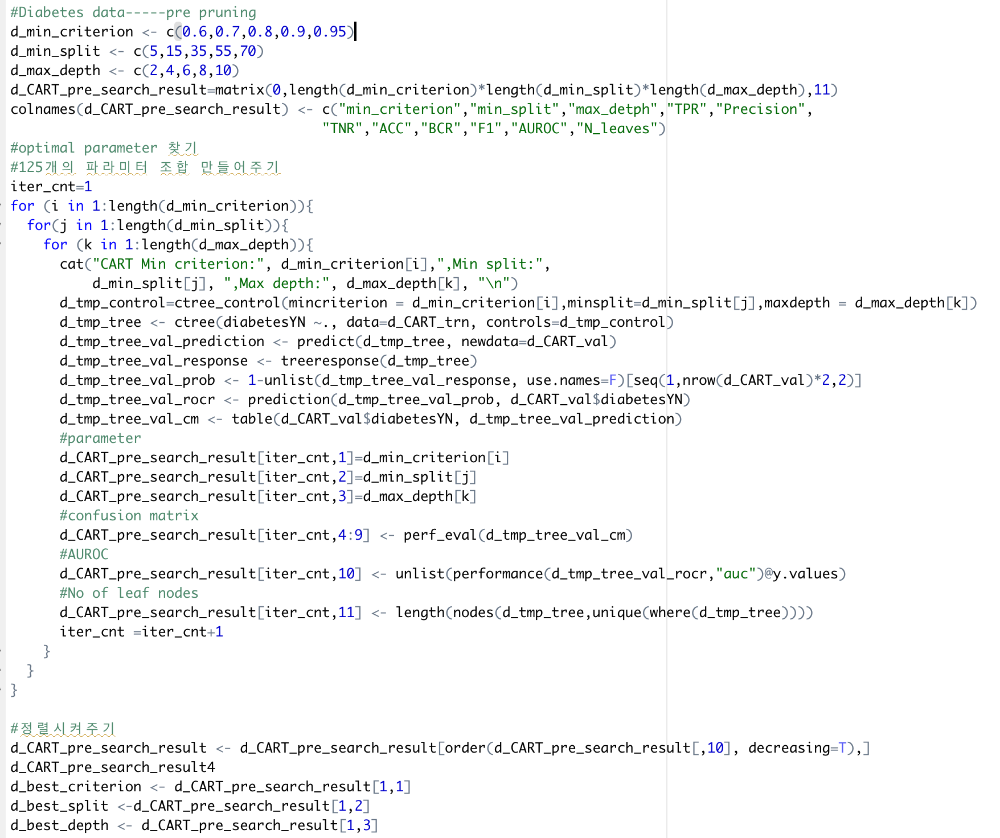 #Diabetes data-----pre pruning
d_min_criterion <- c(0.6,0.7,0.8,0.9,0.95)
d_min_split <- c(5,15,35,55,70)
d_max_depth <- c(2,4,6,8,10)
d_CART_pre_search_result=matrix(0,length(d_min_criterion)*length(d_min_split)*length(d_max_depth),11)
colnames(d_CART_pre_search_result) <- c("min_criterion","min_split","max_detph","TPR","Precision",
                                      "TNR","ACC","BCR","F1","AUROC","N_leaves")
#optimal parameter 찾기
#125개의 파라미터 조합 만들어주기
iter_cnt=1
for (i in 1:length(d_min_criterion)){
  for(j in 1:length(d_min_split)){
    for (k in 1:length(d_max_depth)){
      cat("CART Min criterion:", d_min_criterion[i],",Min split:",
          d_min_split[j], ",Max depth:", d_max_depth[k], "\n")
      d_tmp_control=ctree_control(mincriterion = d_min_criterion[i],minsplit=d_min_split[j],maxdepth = d_max_depth[k])
      d_tmp_tree <- ctree(diabetesYN ~., data=d_CART_trn, controls=d_tmp_control)
      d_tmp_tree_val_prediction <- predict(d_tmp_tree, newdata=d_CART_val)
      d_tmp_tree_val_response <- treeresponse(d_tmp_tree)
      d_tmp_tree_val_prob <- 1-unlist(d_tmp_tree_val_response, use.names=F)[seq(1,nrow(d_CART_val)*2,2)]
      d_tmp_tree_val_rocr <- prediction(d_tmp_tree_val_prob, d_CART_val$diabetesYN)
      d_tmp_tree_val_cm <- table(d_CART_val$diabetesYN, d_tmp_tree_val_prediction)
      #parameter
      d_CART_pre_search_result[iter_cnt,1]=d_min_criterion[i]
      d_CART_pre_search_result[iter_cnt,2]=d_min_split[j]
      d_CART_pre_search_result[iter_cnt,3]=d_max_depth[k]
      #confusion matrix
      d_CART_pre_search_result[iter_cnt,4:9] <- perf_eval(d_tmp_tree_val_cm)
      #AUROC
      d_CART_pre_search_result[iter_cnt,10] <- unlist(performance(d_tmp_tree_val_rocr,"auc")@y.values)
      #No of leaf nodes
      d_CART_pre_search_result[iter_cnt,11] <- length(nodes(d_tmp_tree,unique(where(d_tmp_tree))))
      iter_cnt =iter_cnt+1
    }
  }
}
#정렬시켜주기
d_CART_pre_search_result <- d_CART_pre_search_result[order(d_CART_pre_search_result[,10], decreasing=T),]
d_CART_pre_search_result4
d_best_criterion <- d_CART_pre_search_result[1,1]
d_best_split <-d_CART_pre_search_result[1,2]
d_best_depth <- d_CART_pre_search_result[1,3]